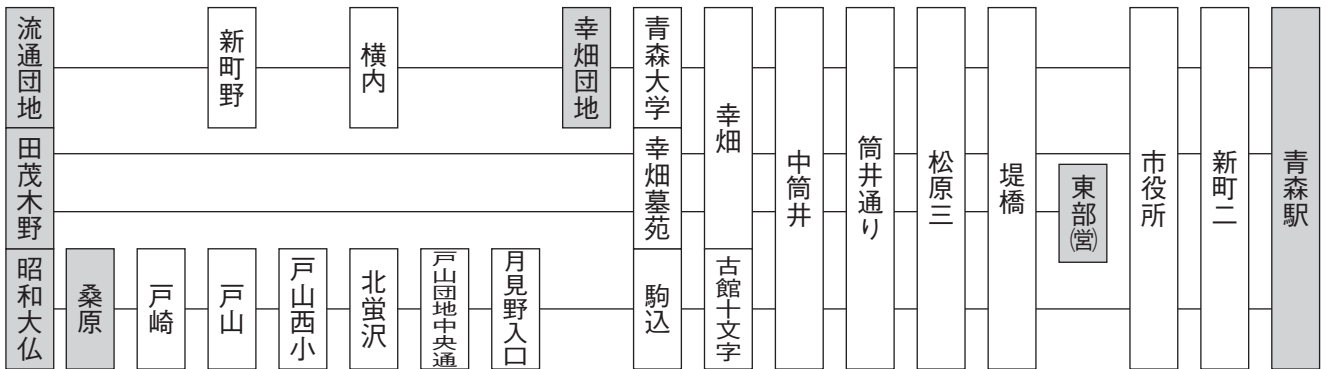 流通団地
新町野
横内
幸畑団地
青森大学
幸畑
中筒井
筒井通り
松原三
堤橋
東部㈺
市役所
新町二
青森駅
田茂木野
幸畑墓苑
昭和大仏
桑原
戸崎
戸山
戸山西小
北蛍沢
戸山団地中央通
月見野入口
駒込
古館十文字